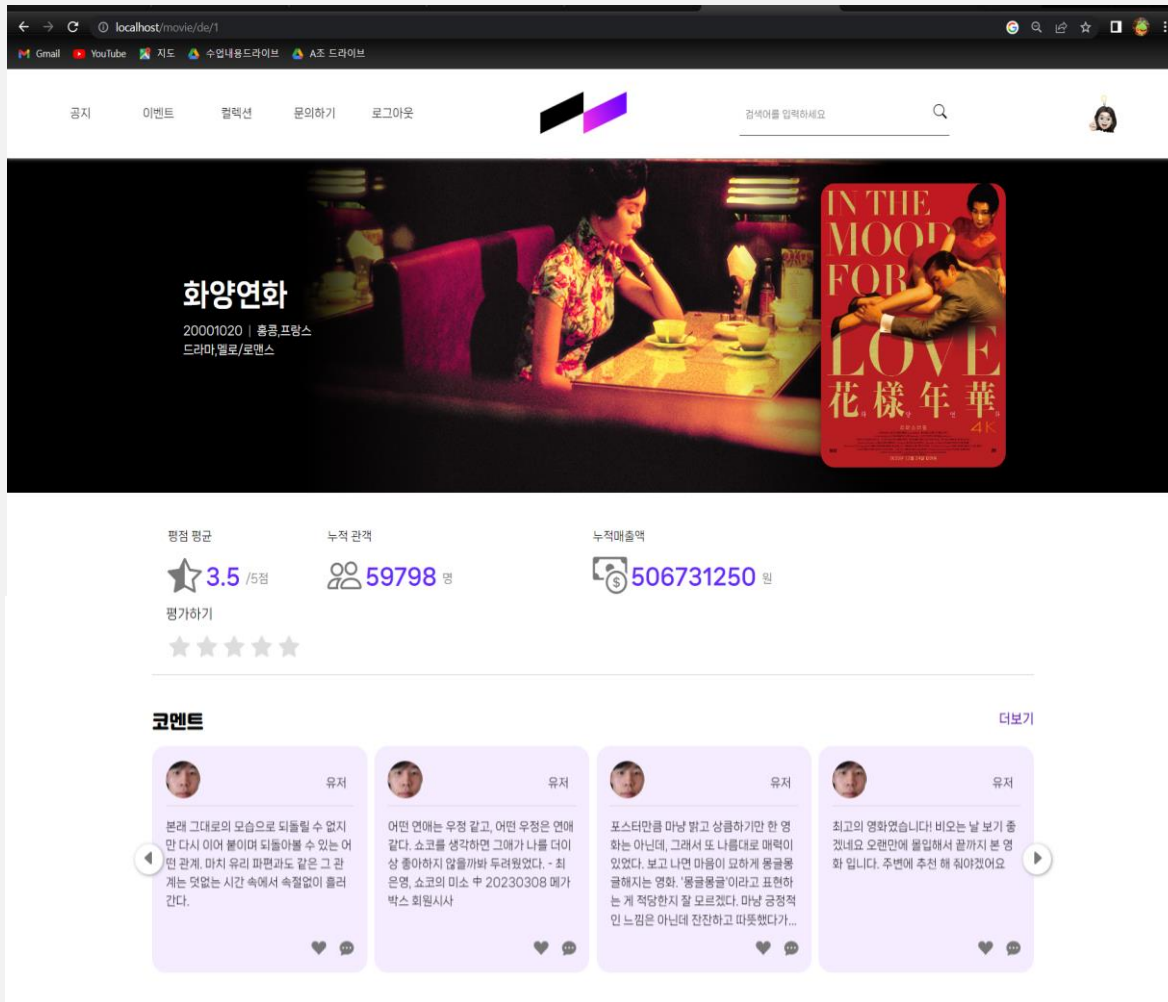 localhost/movie/de/1
Gmail YouTube 지도 수업내용드라이브 A조 드라이브
공지 이벤트 컬렉션 문의하기 로그아웃 검색어를 입력하세요
화양연화
20001020 | 홍콩,프랑스
드라마,멜로/로맨스
IN THE
MOOD
FOR
LOVE
花樣年華
4K
평점 평균 누적 관객 누적매출액
3.5 /5점 59798 명 506731250 원
평가하기
코멘트 더보기
유저
본래 그대로의 모습으로 되돌릴 수 없지
만 다시 이어 붙이며 되돌아볼 수 있는 어
떤 관계. 마치 유리 파편과도 같은 그 관
계는 덧없는 시간 속에서 속절없이 흘러
간다.
유저
어떤 연애는 우정 같고, 어떤 우정은 연애
같다. 쇼코를 생각하면 그애가 나를 더이
상 좋아하지 않을까봐 두려웠었다. - 최
은영, 쇼코의 미소 中 20230308 메가
박스 회원시사
유저
포스터만큼 마냥 밝고 상큼하기만 한 영
화는 아닌데, 그래서 또 나름대로 매력이
있었다. 보고 나면 마음이 묘하게 몽글몽
글해지는 영화. '몽글몽글'이라고 표현하
는 게 적당한지 잘 모르겠다. 마냥 긍정적
인 느낌은 아닌데 잔잔하고 따뜻했다가...
유저
최고의 영화였습니다! 비오는 날 보기 좋
겠네요 오랜만에 몰입해서 끝까지 본 영
화 입니다. 주변에 추천 해 줘야겠어요